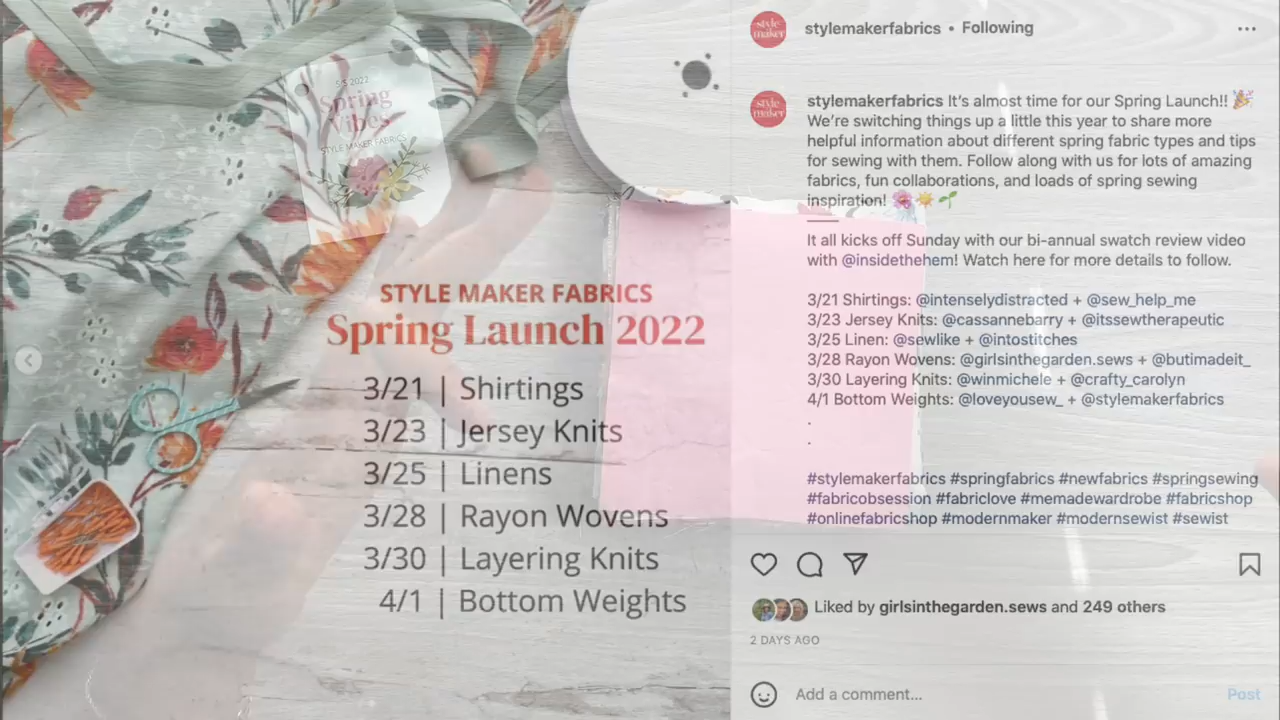 S/S 2022
Spring
Vibes
STYLE MAKER FABRICS
STYLE MAKER FABRICS
Spring Launch 2022
3/21 | Shirtings
3/23 | Jersey Knits
3/25 | Linens
3/28 | Rayon Wovens
3/30 | Layering Knits
4/1 | Bottom Weights
style
maker
stylemakerfabrics • Following
style
maker
stylemakerfabrics It's almost time for our Spring Launch!! 🎉
We're switching things up a little this year to share more
helpful information about different spring fabric types and tips
for sewing with them. Follow along with us for lots of amazing
fabrics, fun collaborations, and loads of spring sewing
inspiration! 🌸☀️🌱
It all kicks off Sunday with our bi-annual swatch review video
with @insidethehem! Watch here for more details to follow.
3/21 Shirtings: @intenselydistracted + @sew_help_me
3/23 Jersey Knits: @cassannebarry + @itssewtherapeutic
3/25 Linen: @sewlike + @intostitches
3/28 Rayon Wovens: @girlsinthegarden.sews + @butimadeit_
3/30 Layering Knits: @winmichele + @crafty_carolyn
4/1 Bottom Weights: @loveyousew_ + @stylemakerfabrics
.
.
#stylemakerfabrics #springfabrics #newfabrics #springsewing
#fabricobsession #fabriclove #memadewardrobe #fabricshop
#onlinefabricshop #modernmaker #modernsewist #sewist
Liked by girlsinthegarden.sews and 249 others
2 DAYS AGO
Add a comment...
Post